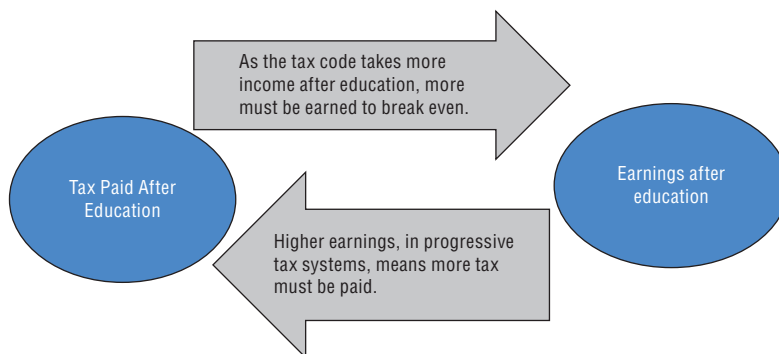 As the tax code takes more
income after education, more
must be earned to break even.
Tax Paid After
Education
Earnings after
education
Higher earnings, in progressive
tax systems, means more tax
must be paid.